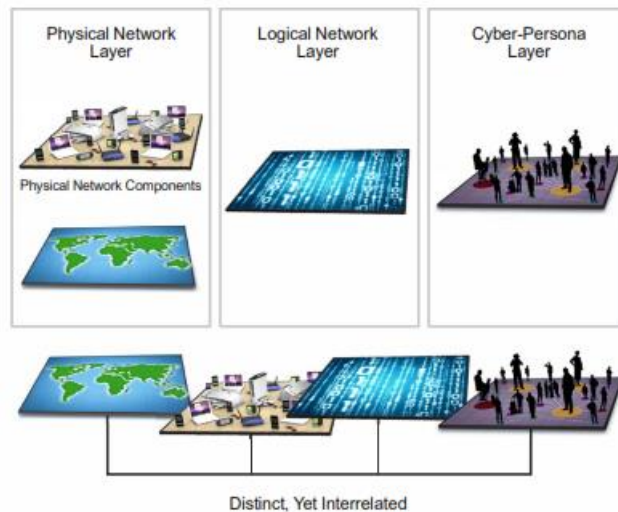 Physical Network
Layer
Logical Network
Layer
Cyber-Persona
Layer
Physical Network Components
Distinct, Yet Interrelated